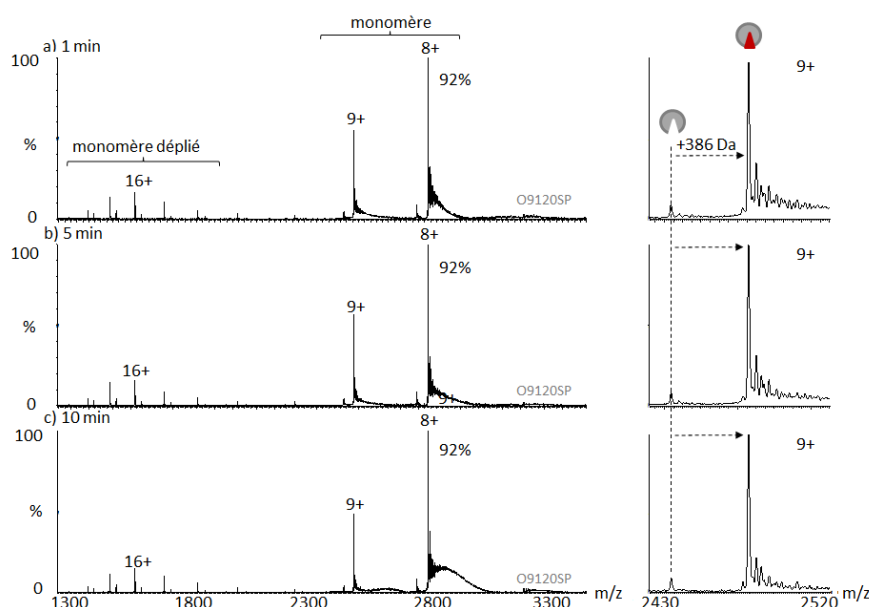 monomère
a) 1 min
8+
100
92%
9+
9+
%
monomère déplié
+386 Da
16+
O9120SP
0
b) 5 min
8+
100
92%
9+
9+
%
16+
O9120SP
9+
0
c) 10 min
8+
100
92%
9+
9+
%
16+
O9120SP
0
1300 1800 2300 2800 3300 m/z
2430 2520 m/z